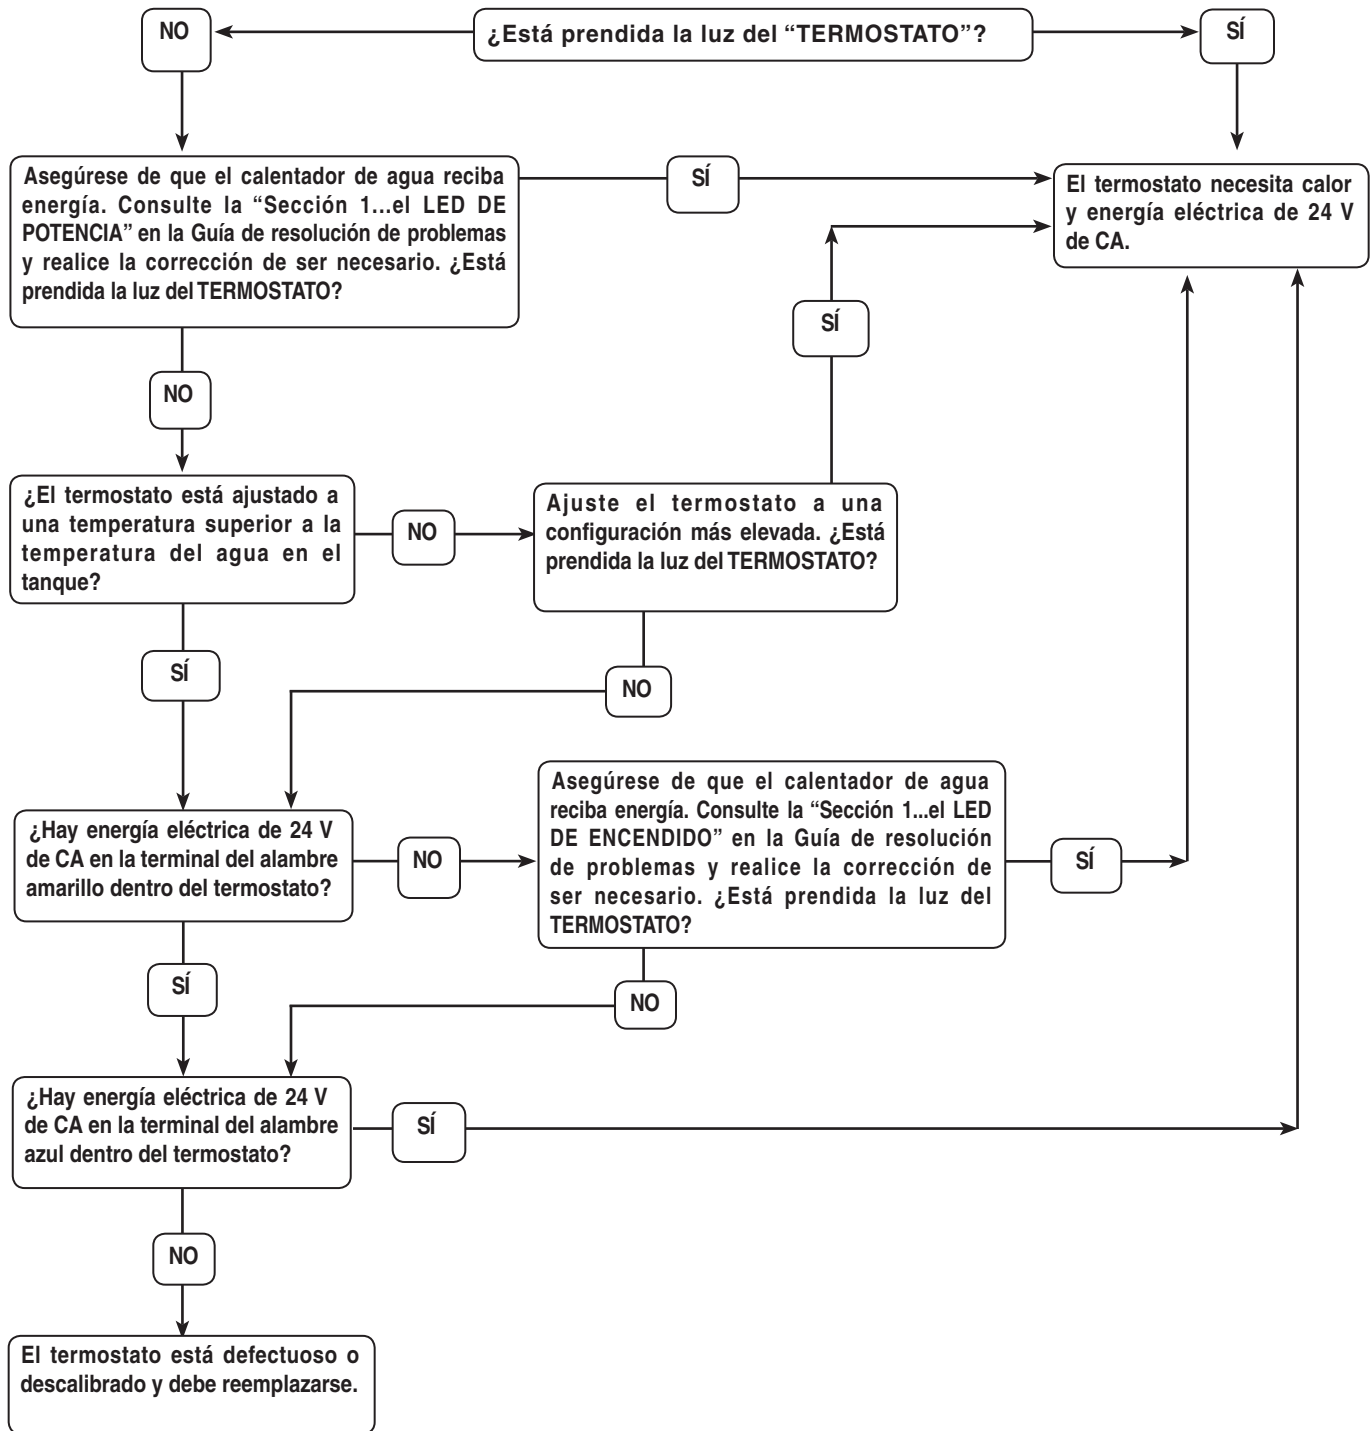 NO
¿Está prendida la luz del “TERMOSTATO”?
SÍ
Asegúrese de que el calentador de agua reciba
energía. Consulte la “Sección 1...el LED DE
POTENCIA” en la Guía de resolución de problemas
y realice la corrección de ser necesario. ¿Está
prendida la luz del TERMOSTATO?
SÍ
El termostato necesita calor
y energía eléctrica de 24 V
de CA.
SÍ
NO
¿El termostato está ajustado a
una temperatura superior a la
temperatura del agua en el
tanque?
NO
Ajuste el termostato a una
configuración más elevada. ¿Está
prendida la luz del TERMOSTATO?
SÍ
NO
¿Hay energía eléctrica de 24 V
de CA en la terminal del alambre
amarillo dentro del termostato?
NO
Asegúrese de que el calentador de agua
reciba energía. Consulte la “Sección 1...el LED
DE ENCENDIDO” en la Guía de resolución
de problemas y realice la corrección de
ser necesario. ¿Está prendida la luz del
TERMOSTATO?
SÍ
SÍ
NO
¿Hay energía eléctrica de 24 V
de CA en la terminal del alambre
azul dentro del termostato?
SÍ
NO
El termostato está defectuoso o
descalibrado y debe reemplazarse.